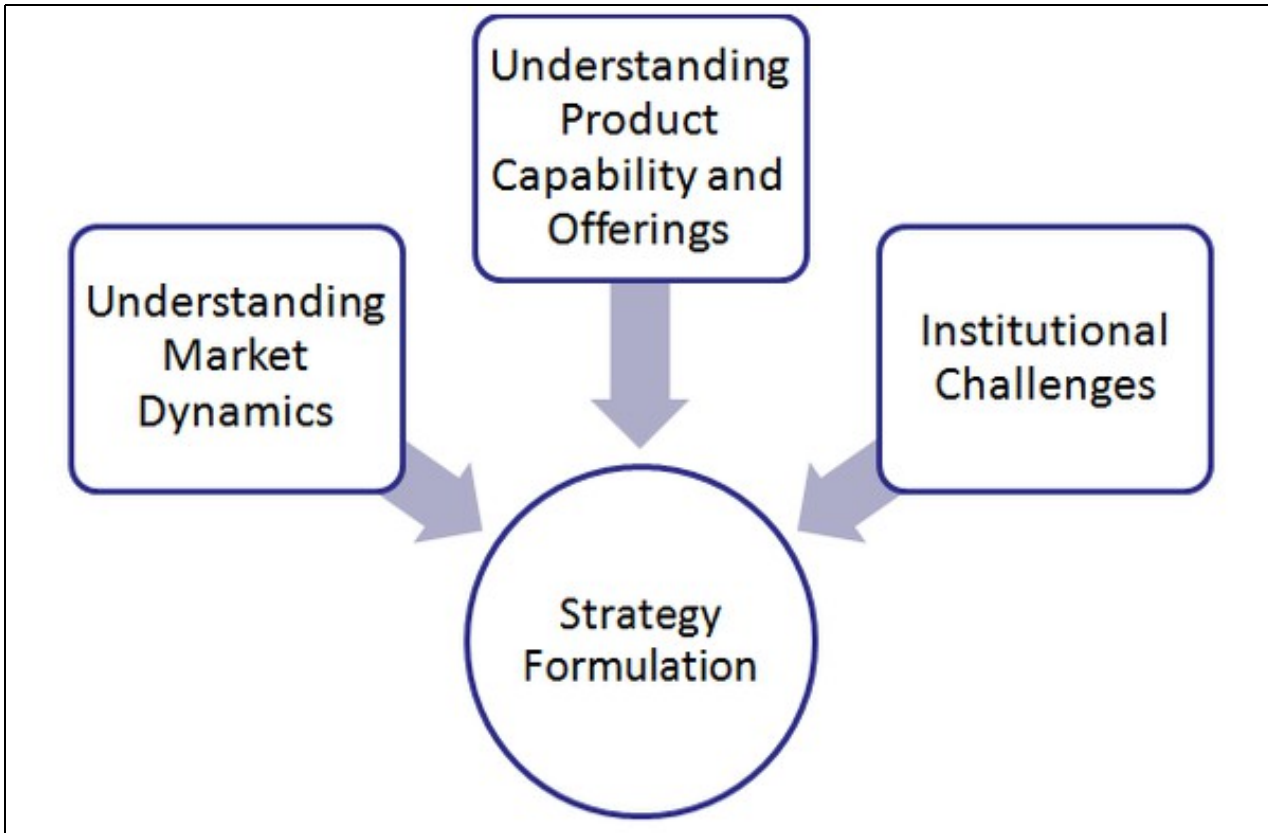 Understanding
Product
Capability and
Offerings
Understanding
Market
Dynamics
Institutional
Challenges
Strategy
Formulation